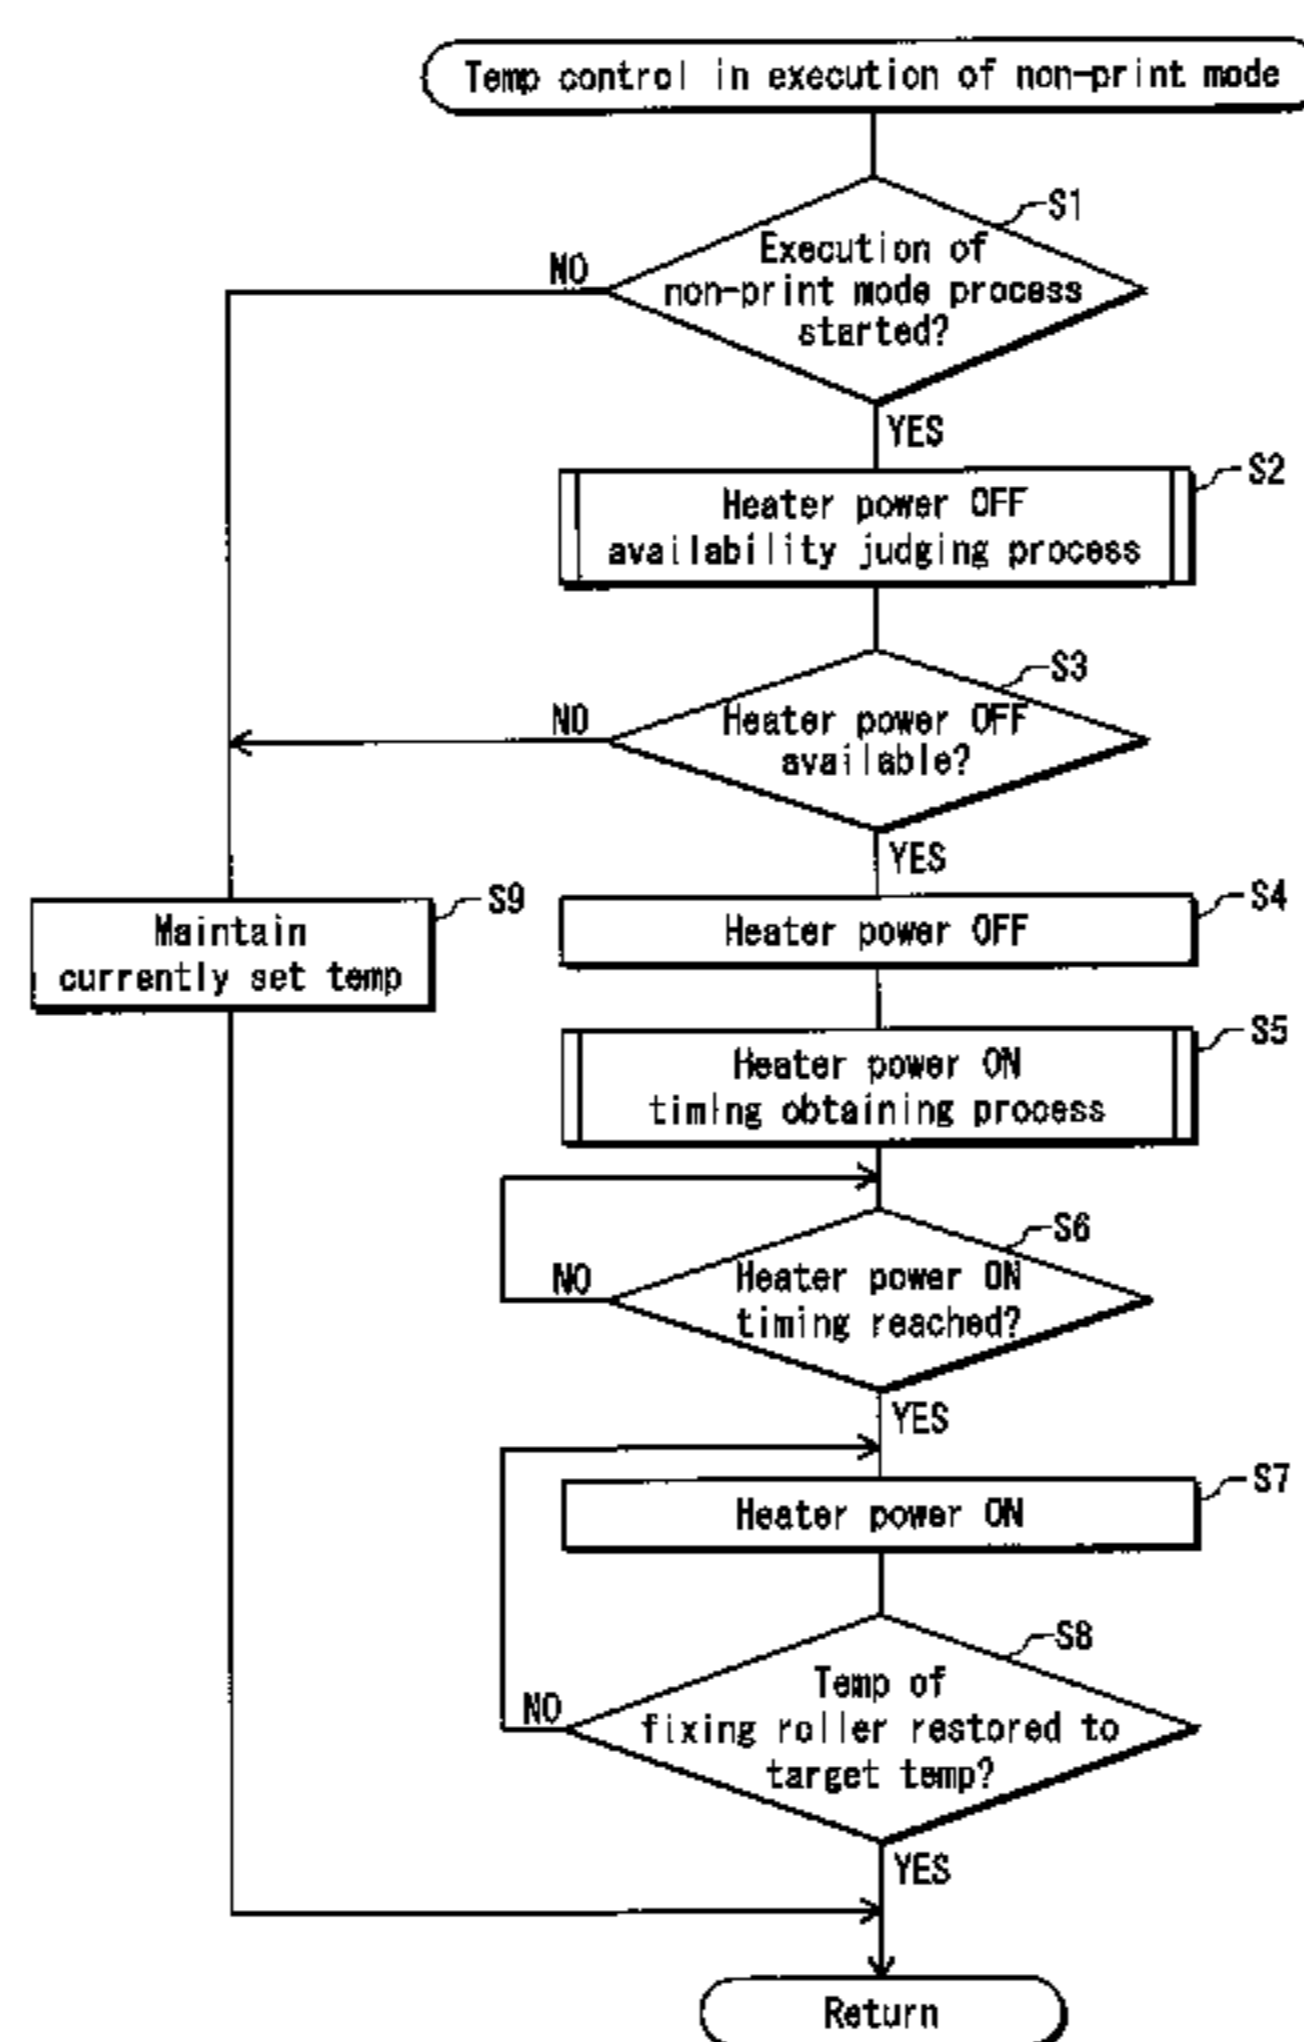 Temp control in execution of non-print mode
S1
Execution of
non-print mode process
started?
NO
YES
S2
Heater power OFF
availability judging process
S3
Heater power OFF
available?
NO
YES
S9
Maintain
currently set temp
S4
Heater power OFF
S5
Heater power ON
timing obtaining process
S6
Heater power ON
timing reached?
NO
YES
S7
Heater power ON
S8
Temp of
fixing roller restored to
target temp?
NO
YES
Return